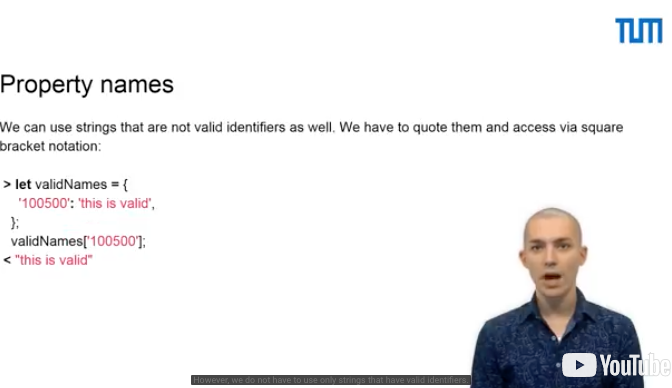 TUM
Property names
We can use strings that are not valid identifiers as well. We have to quote them and access via square
bracket notation:
> let validNames = {
'100500': 'this is valid',
};
validNames['100500'];
< "this is valid"
YouTube
However, we do not have to use only strings that have valid identifiers.